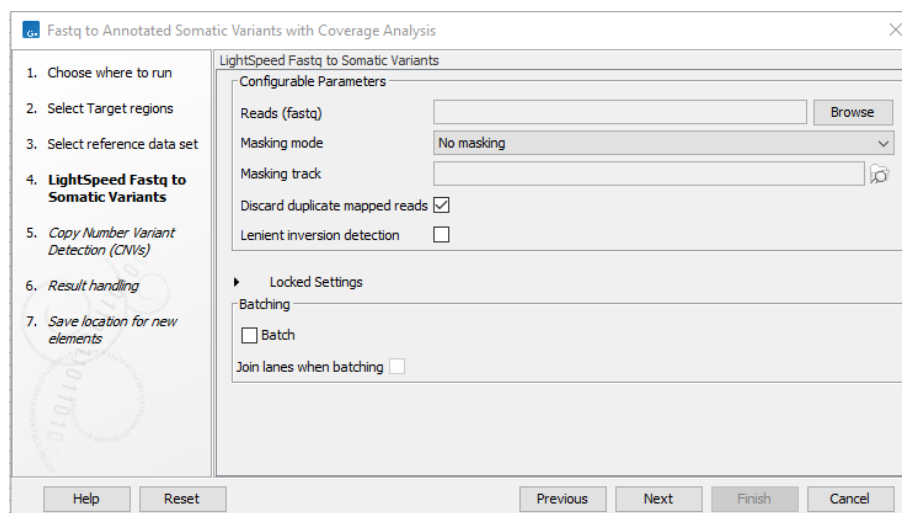 Fastq to Annotated Somatic Variants with Coverage Analysis
1. Choose where to run
2. Select Target regions
3. Select reference data set
4. LightSpeed Fastq to
Somatic Variants
5. Copy Number Variant
Detection (CNVs)
6. Result handling
7. Save location for new
elements
LightSpeed Fastq to Somatic Variants
Configurable Parameters
Reads (fastq)
Browse
Masking mode
No masking
Masking track
Discard duplicate mapped reads
Lenient inversion detection
Locked Settings
Batching
Batch
Join lanes when batching
Help
Reset
Previous
Next
Finish
Cancel